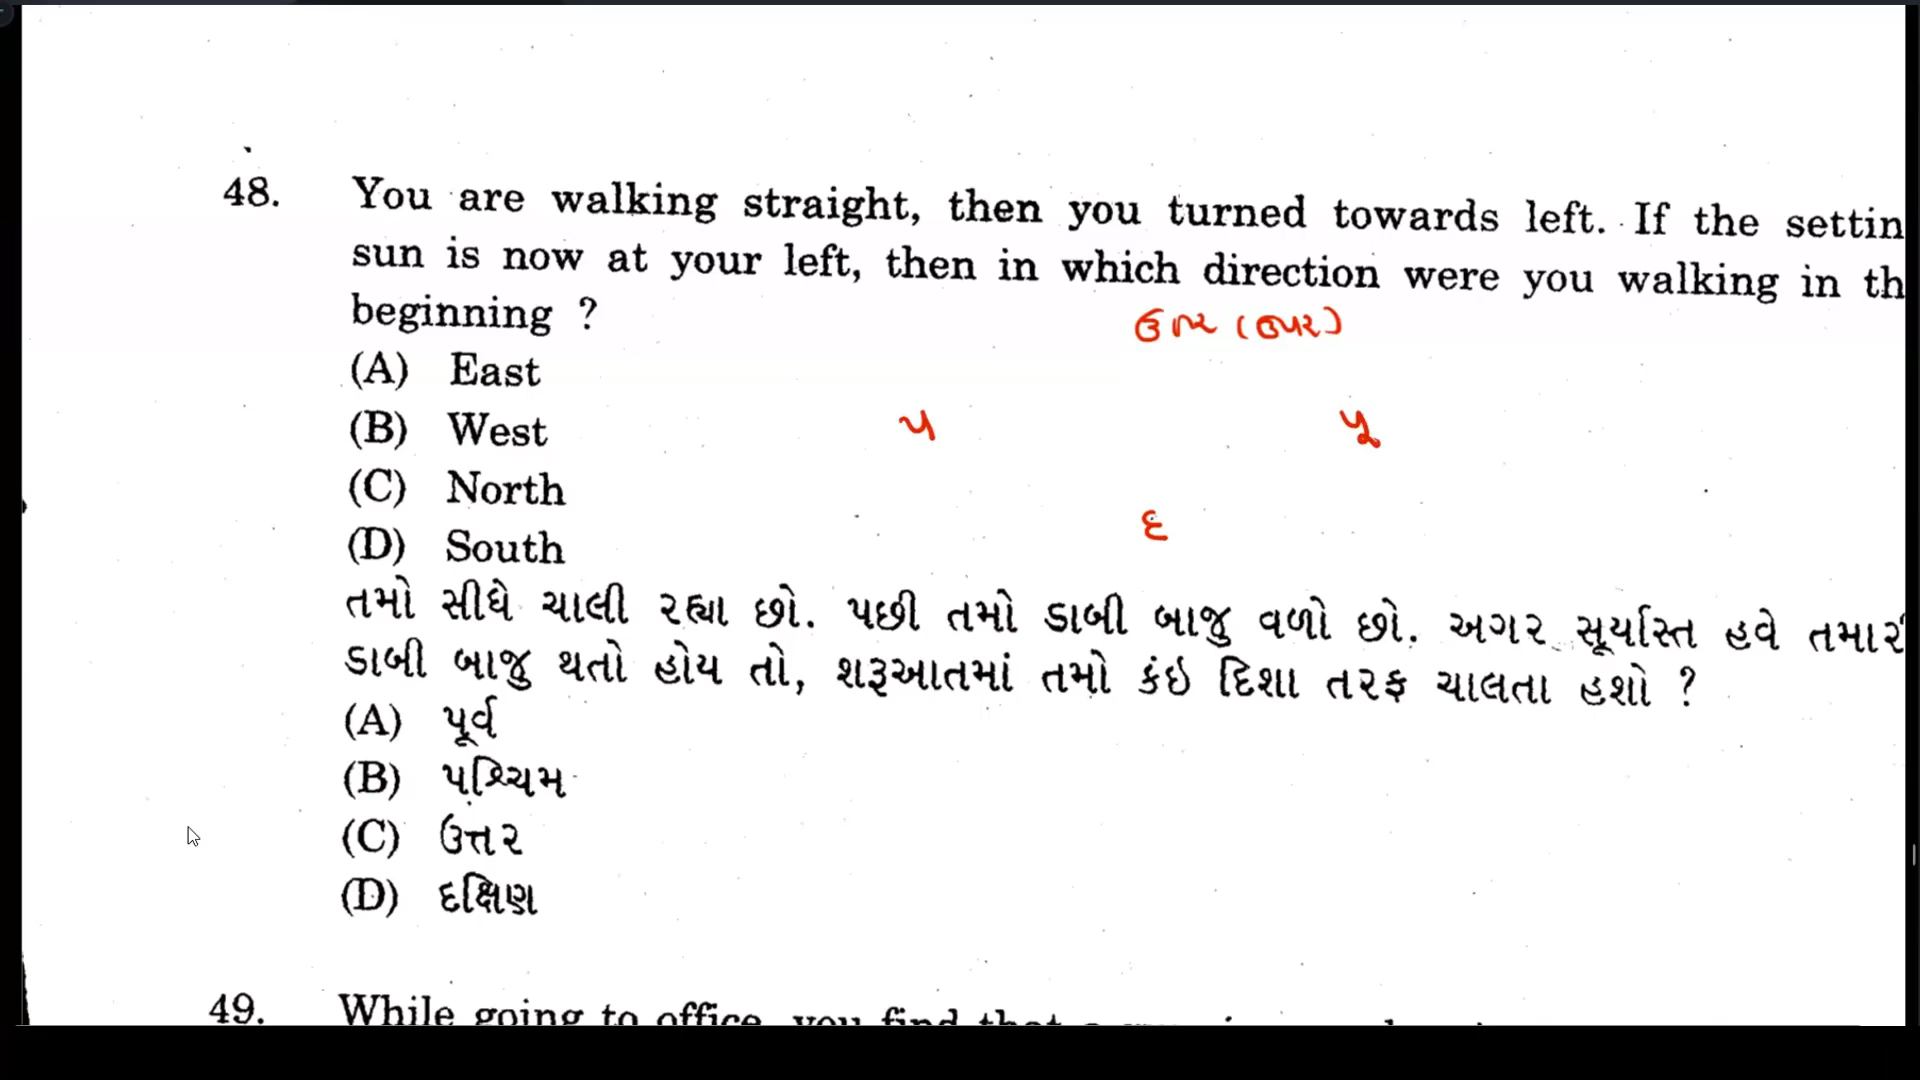 48. You are walking straight, then you turned towards left. If the settin
sun is now at your left, then in which direction were you walking in th
beginning ?
ઉત્તર (ઉપર)
(A) East
(B) West
પ
પૂ
(C) North
(D) South
દ
તમો સીધે ચાલી રહ્યા છો. પછી તમો ડાબી બાજુ વળો છો. અગર સૂર્યાસ્ત હવે તમારી
ડાબી બાજુ થતો હોય તો, શરૂઆતમાં તમો કંઇ દિશા તરફ ચાલતા હશો ?
(A) પૂર્વ
(B) પશ્ચિમ
(C) ઉત્તર
(D) દક્ષિણ
49. While going to office, you find that a